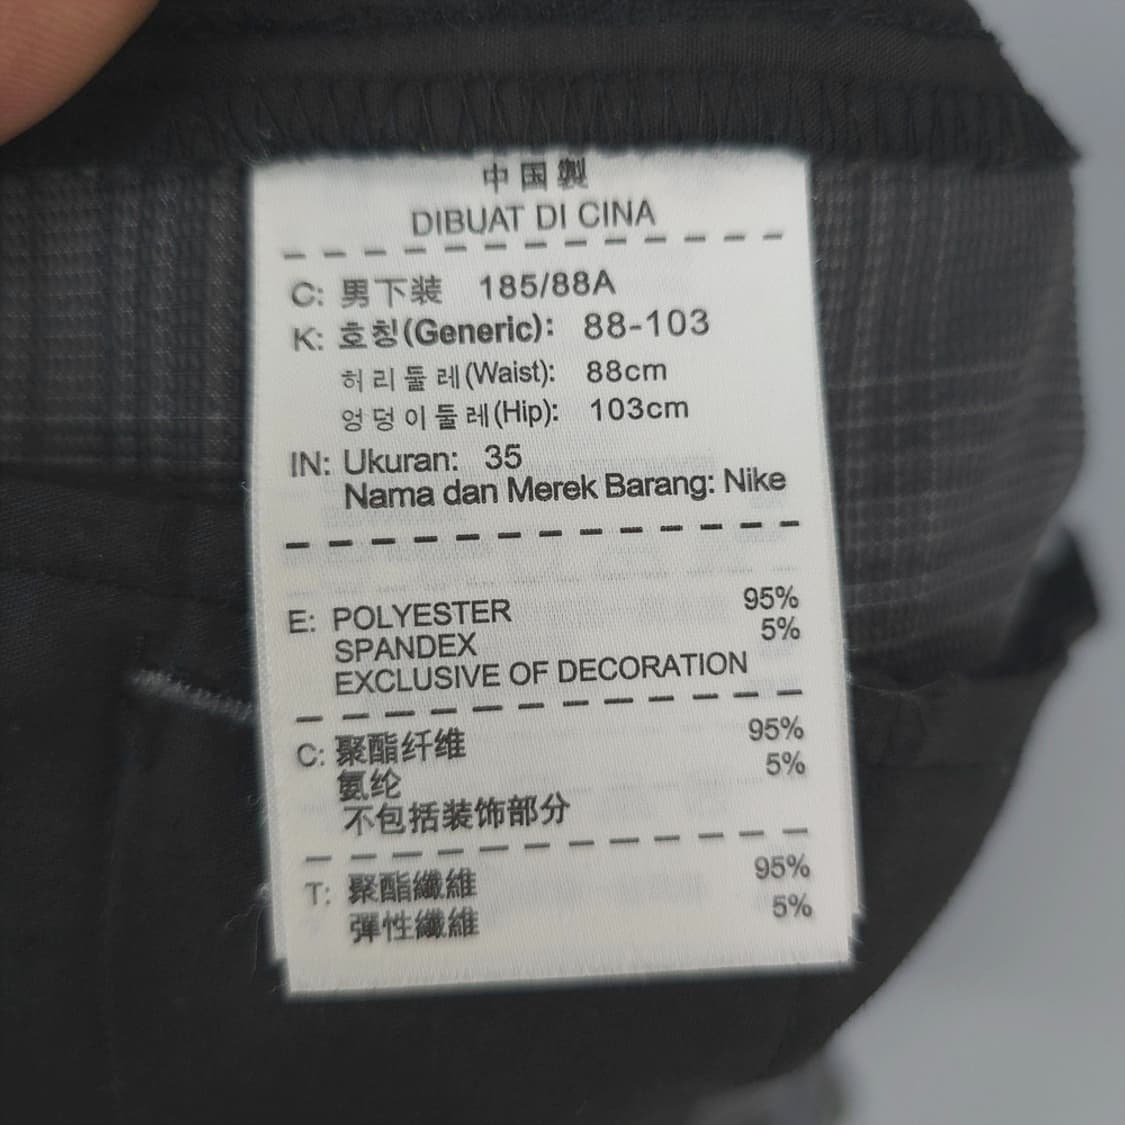 中国製
DIBUAT DI CINA
C: 男下装 185/88A
K: 호칭(Generic): 88-103
허리둘레(Waist): 88cm
엉덩이둘레(Hip): 103cm
IN: Ukuran: 35
Nama dan Merek Barang: Nike
E: POLYESTER 95%
SPANDEX 5%
EXCLUSIVE OF DECORATION
C: 聚酯纤维 95%
氨纶 5%
不包括装饰部分
T: 聚酯纖維 95%
彈性纖維 5%